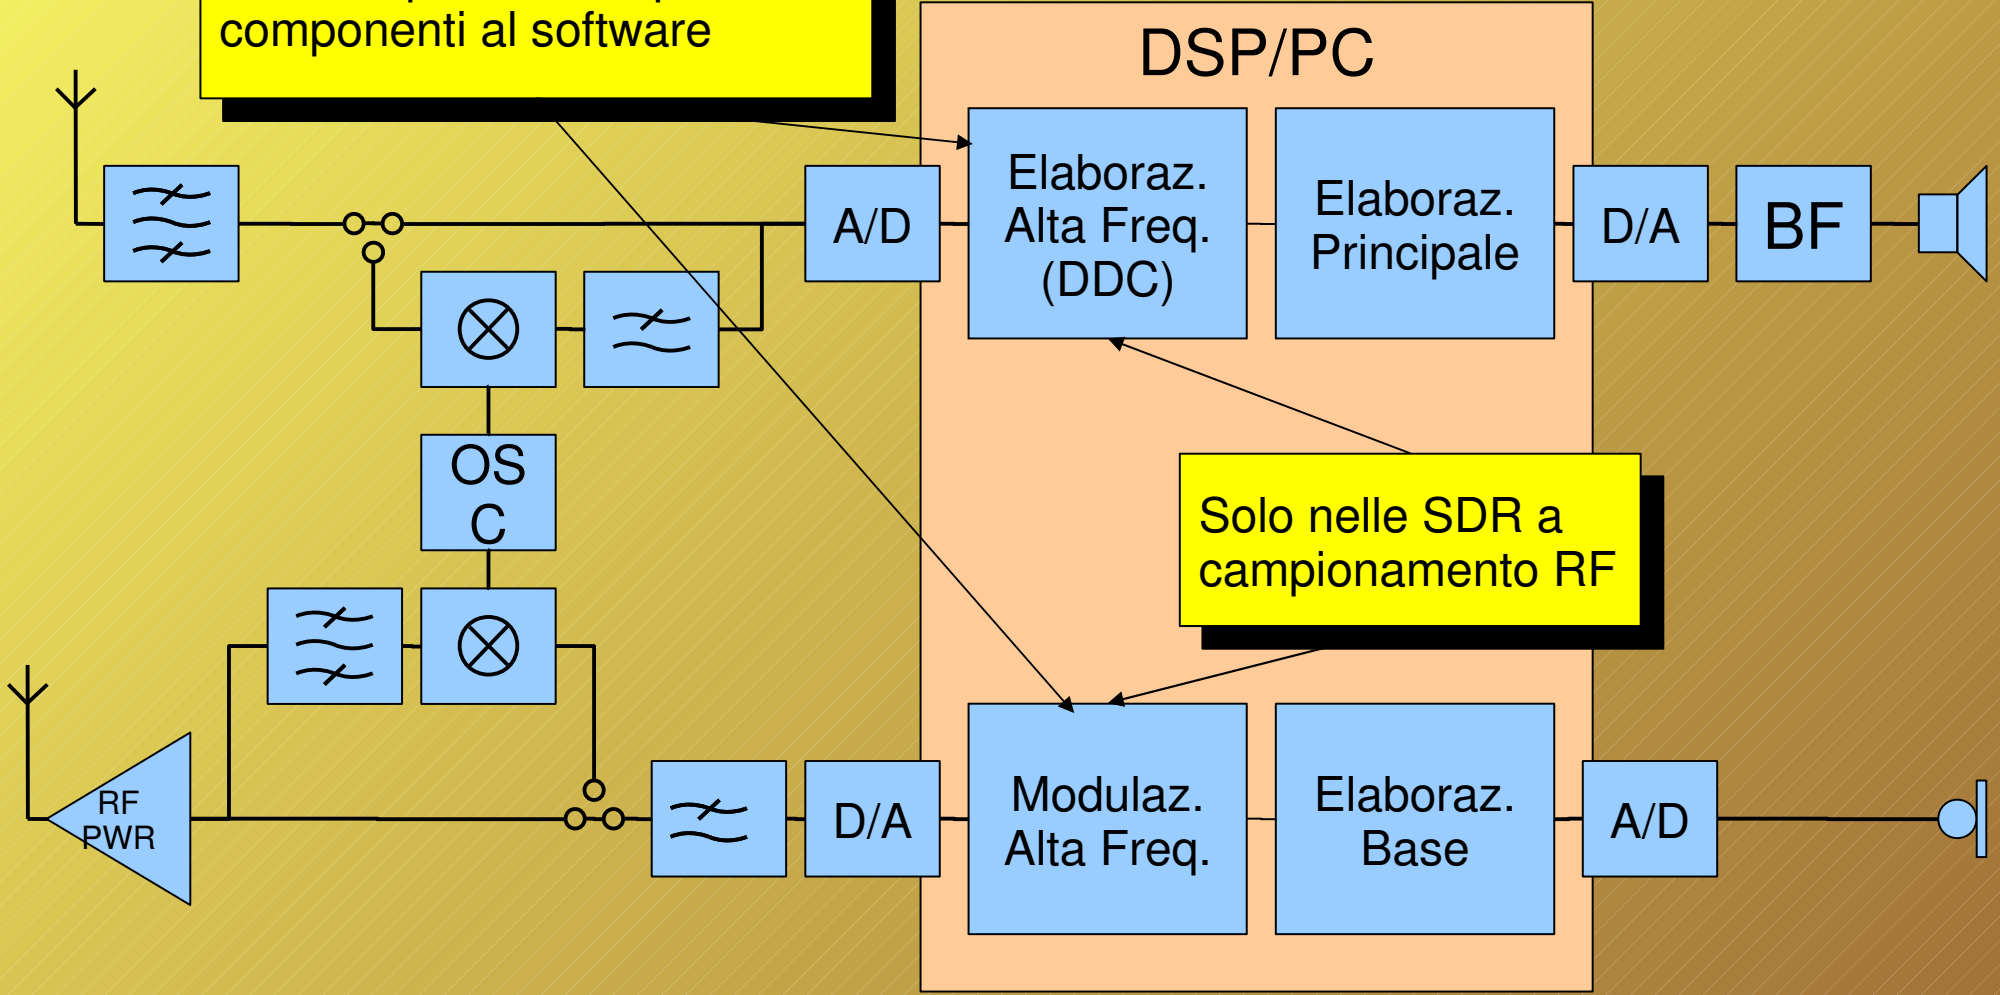 componenti al software
DSP/PC
A/D
Elaboraz.
Alta Freq.
(DDC)
Elaboraz.
Principale
D/A
BF
OS
C
Solo nelle SDR a
campionamento RF
RF
PWR
D/A
Modulaz.
Alta Freq.
Elaboraz.
Base
A/D